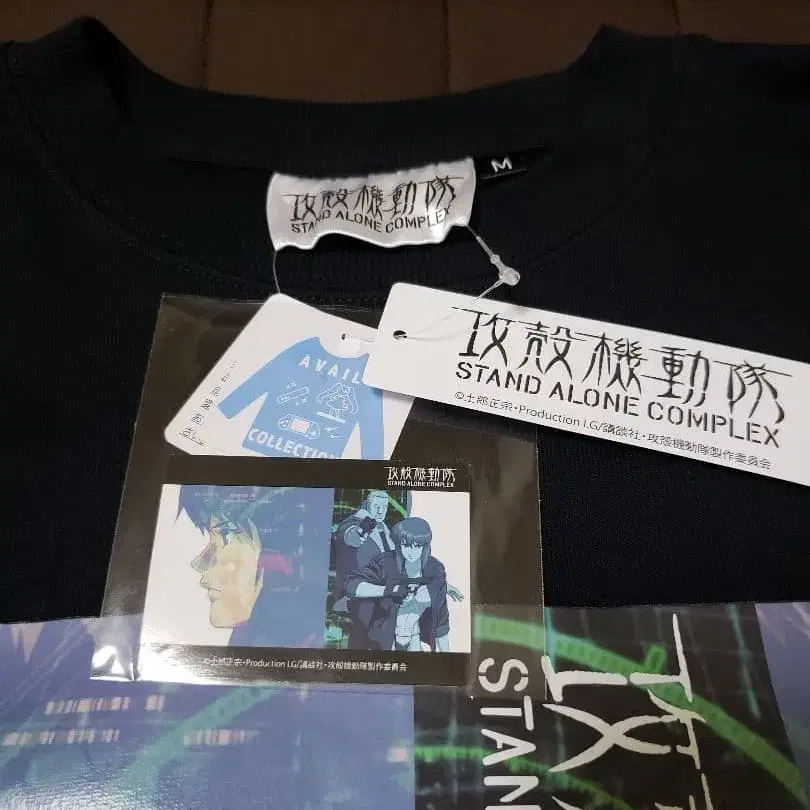 M
攻殻機動隊
STAND ALONE COMPLEX
攻殻機動隊
STAND ALONE COMPLEX
©士郎正宗・Production I.G/講談社・攻殻機動隊製作委員会
AVAIL
COLLECTION
攻殻機動隊
STAND ALONE COMPLEX
©士郎正宗・Production I.G/講談社・攻殻機動隊製作委員会
攻
STAN